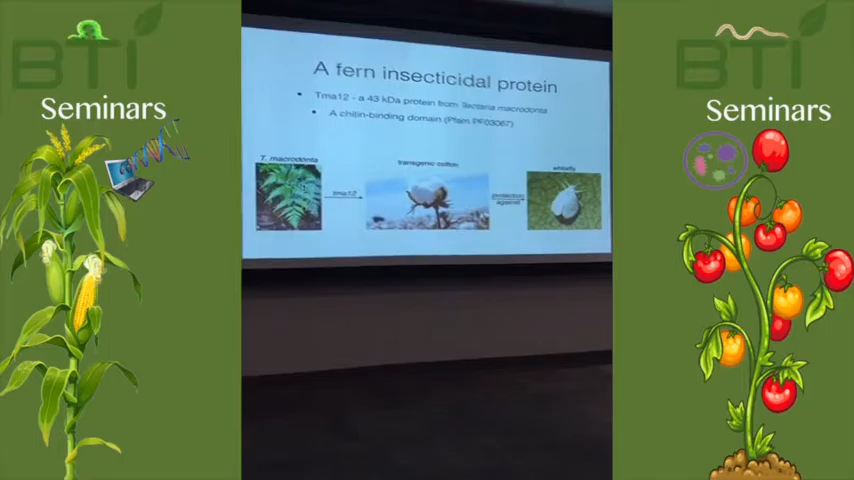 BTI
Seminars
A fern insecticidal protein
• Tma12 - a 43 kDa protein from Tectaria macrodonta
• A chitin-binding domain (Pfam PF03067)
T. macrodonta
transgenic cotton
whitefly
tma12
protection
against
BTI
Seminars